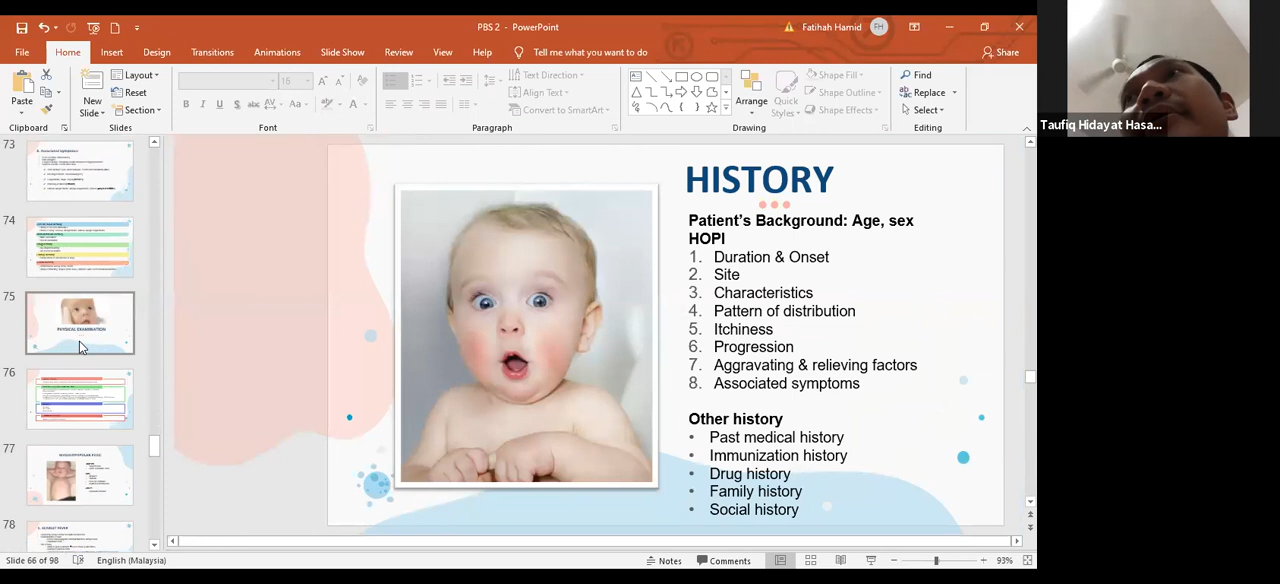 PBS 2 - PowerPoint
Fatihah Hamid
FH
File
Home
Insert
Design
Transitions
Animations
Slide Show
Review
View
Help
Tell me what you want to do
Share
Paste
Clipboard
New
Slide
Layout
Reset
Section
Slides
16
Font
Text Direction
Align Text
Convert to SmartArt
Paragraph
Arrange
Quick
Styles
Shape Fill
Shape Outline
Shape Effects
Drawing
Find
Replace
Select
Editing
Taufiq Hidayat Hasa...
73
74
75
PHYSICAL EXAMINATION
76
77
78
HISTORY
Patient's Background: Age, sex
HOPI
1. Duration & Onset
2. Site
3. Characteristics
4. Pattern of distribution
5. Itchiness
6. Progression
7. Aggravating & relieving factors
8. Associated symptoms
Other history
• Past medical history
• Immunization history
• Drug history
• Family history
• Social history
Slide 66 of 98
English (Malaysia)
Notes
Comments
93%